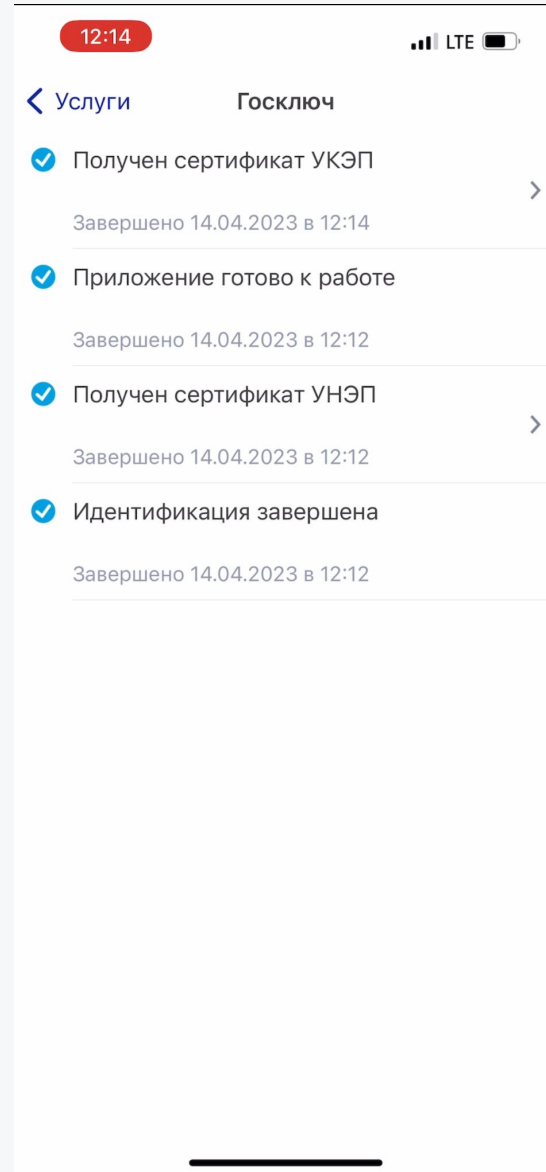 12:14
LTE
Услуги
Госключ
Получен сертификат УКЭП
Завершено 14.04.2023 в 12:14
Приложение готово к работе
Завершено 14.04.2023 в 12:12
Получен сертификат УНЭП
Завершено 14.04.2023 в 12:12
Идентификация завершена
Завершено 14.04.2023 в 12:12